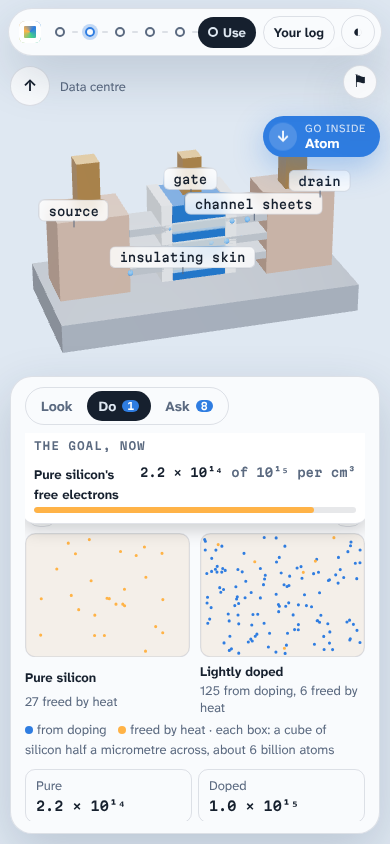 Use
Your log
Data centre
GO INSIDE
Atom
gate
drain
source
channel sheets
insulating skin
Look
Do 1
Ask 8
THE GOAL, NOW
Pure silicon's 2.2 × 10¹⁴ of 10¹⁵ per cm³
free electrons
Pure silicon
27 freed by heat
Lightly doped
125 from doping, 6 freed by
heat
from doping freed by heat · each box: a cube of
silicon half a micrometre across, about 6 billion atoms
Pure
2.2 × 10¹⁴
Doped
1.0 × 10¹⁵